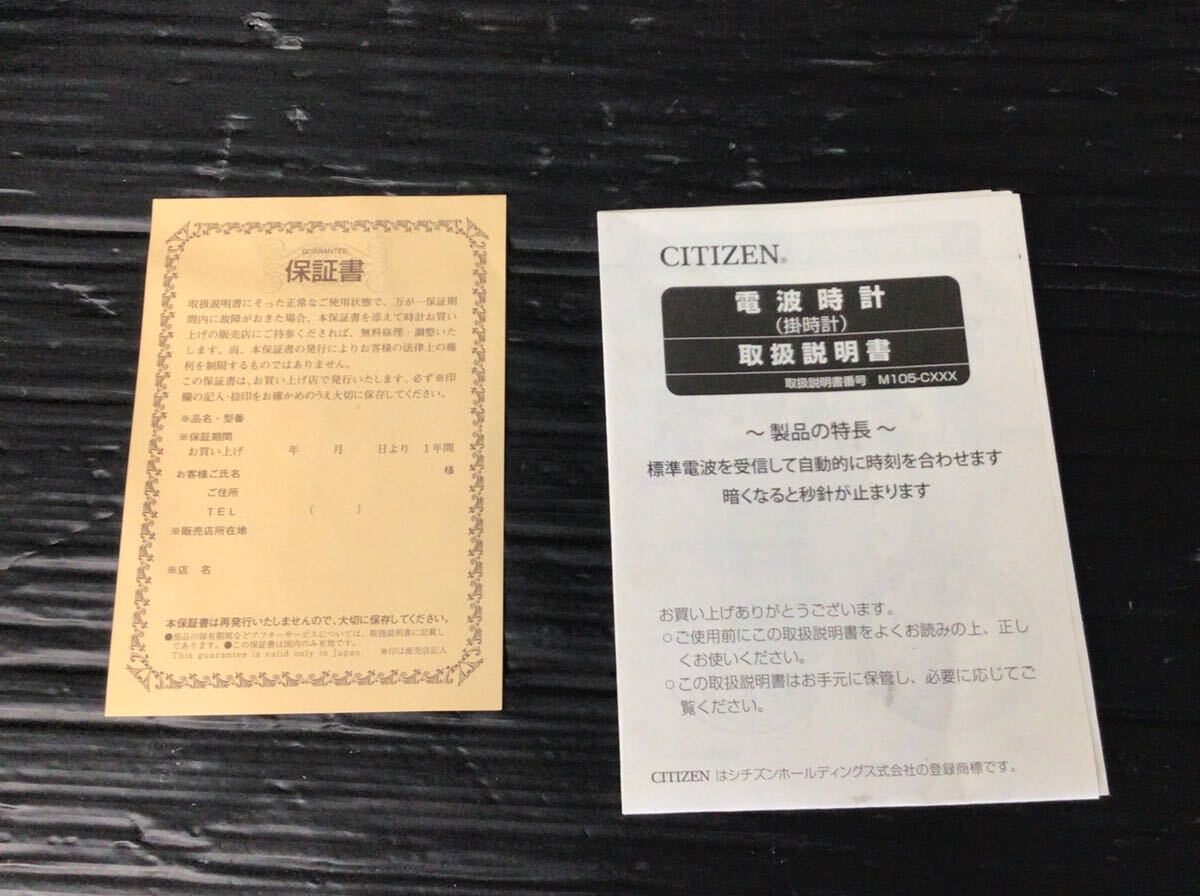 GUARANTEE
保証書
取扱説明書にそった正常なご使用状態で、万が一保証期
間内に故障がおきた場合、本保証書を添えて時計お買い
上げの販売店にご持参くだされば、無料修理・調整いた
します。尚、本保証書の発行によりお客様の法律上の権
利を制限するものではありません。
この保証書は、お買い上げ店で発行いたします。必ず※印
欄の記入・捺印をお確かめのうえ大切に保存してください。
※品名・型番
※保証期間
お買い上げ 年 月 日より 1年間
お客様ご氏名 様
ご住所
TEL ( )
※販売店所在地
※店 名
本保証書は再発行いたしませんので、大切に保存してください。
●部品の保有期間などアフターサービスについては、取扱説明書に記載し
てあります。●この保証書は国内のみ有効です。
This guarantee is valid only in Japan. ※印は販売店記入
CITIZEN®
電波時計
(掛時計)
取扱説明書
取扱説明書番号 M105-CXXX
～ 製品の特長 ～
標準電波を受信して自動的に時刻を合わせます
暗くなると秒針が止まります
お買い上げありがとうございます。
○ご使用前にこの取扱説明書をよくお読みの上、正し
くお使いください。
○この取扱説明書はお手元に保管し、必要に応じてご
覧ください。
CITIZEN はシチズンホールディングス式会社の登録商標です。